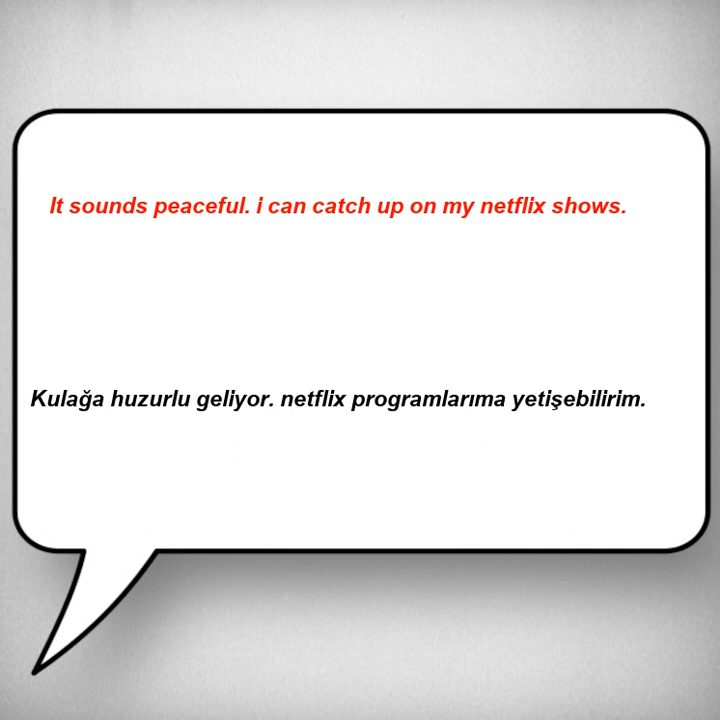 It sounds peaceful. i can catch up on my netflix shows.
Kulağa huzurlu geliyor. netflix programlarıma yetişebilirim.